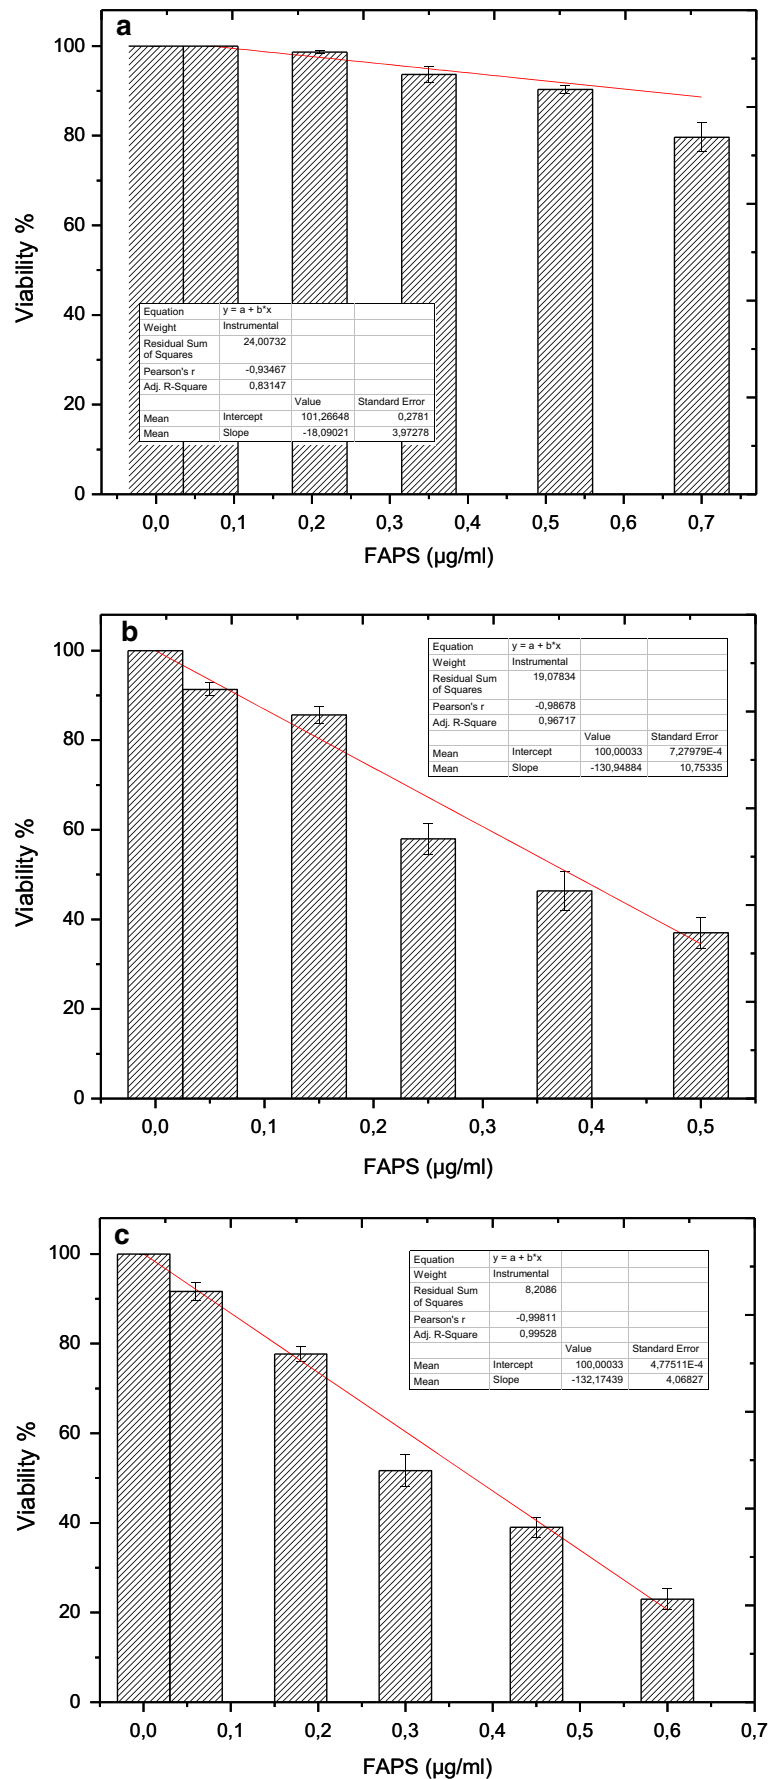 a
100
80
60
40
20
0
Viability %
Equation y = a + b*x
Weight Instrumental
Residual Sum of Squares 24,00732
Pearson's r -0,93467
Adj. R-Square 0,83147
Value Standard Error
Mean Intercept 101,26648 0,2781
Mean Slope -18,09021 3,97278
0,0 0,1 0,2 0,3 0,4 0,5 0,6 0,7
FAPS (µg/ml)
b
100
80
60
40
20
0
Viability %
Equation y = a + b*x
Weight Instrumental
Residual Sum of Squares 19,07834
Pearson's r -0,98678
Adj. R-Square 0,96717
Value Standard Error
Mean Intercept 100,00033 7,27979E-4
Mean Slope -130,94884 10,75335
0,0 0,1 0,2 0,3 0,4 0,5
FAPS (µg/ml)
c
100
80
60
40
20
0
Viability %
Equation y = a + b*x
Weight Instrumental
Residual Sum of Squares 8,2086
Pearson's r -0,99811
Adj. R-Square 0,99528
Value Standard Error
Mean Intercept 100,00033 4,77511E-4
Mean Slope -132,17439 4,06827
0,0 0,1 0,2 0,3 0,4 0,5 0,6 0,7
FAPS (µg/ml)